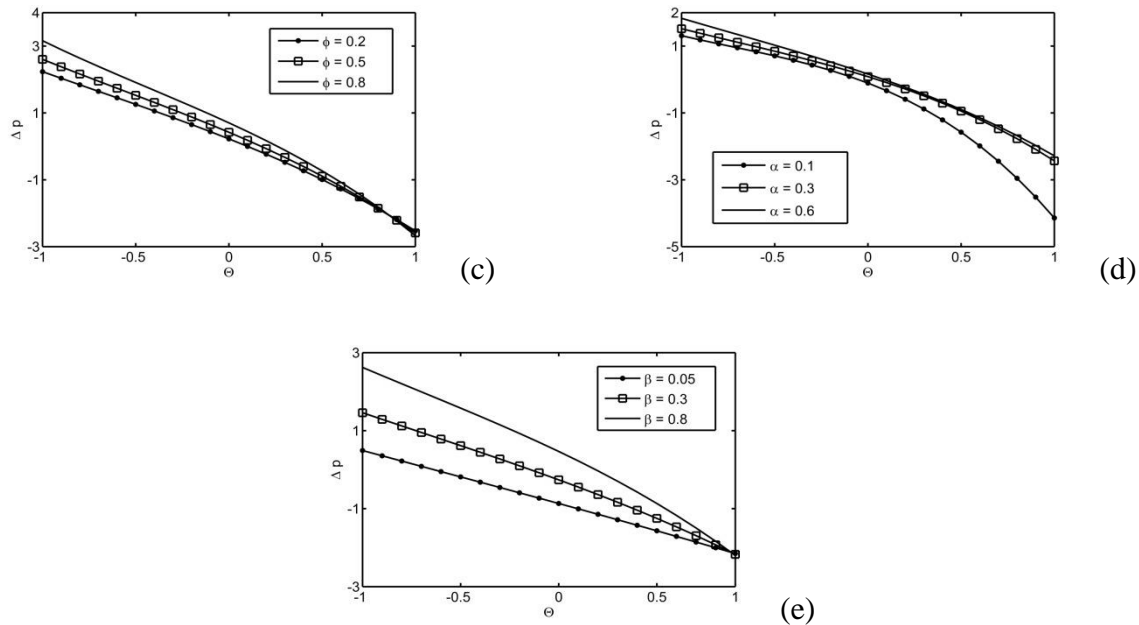 4
3
1
-1
-3
Δ p
ϕ = 0.2
ϕ = 0.5
ϕ = 0.8
-1 -0.5 0 0.5 1
Θ
(c)
2
1
-1
-3
-5
Δ p
α = 0.1
α = 0.3
α = 0.6
-1 -0.5 0 0.5 1
Θ
(d)
3
1
-1
-3
Δ p
β = 0.05
β = 0.3
β = 0.8
-1 -0.5 0 0.5 1
Θ
(e)